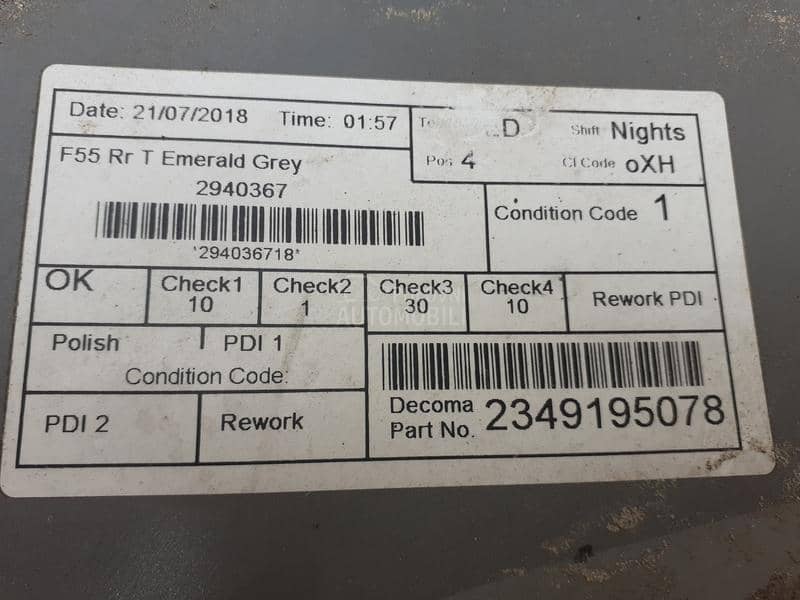 Date: 21/07/2018 Time: 01:57
D Shift Nights
Pos 4 Cl Code oXH
F55 Rr T Emerald Grey
2940367
*294036718*
Condition Code 1
OK
Check1
10
Check2
1
Check3
30
Check4
10
Rework PDI
Polish
PDI 1
Condition Code:
PDI 2
Rework
Decoma
Part No. 2349195078
AUTOMOBIL